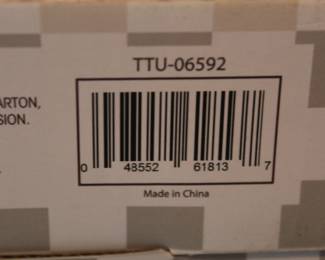 TTU-06592
ARTON,
SION.
0 48552 61813 7
Made in China